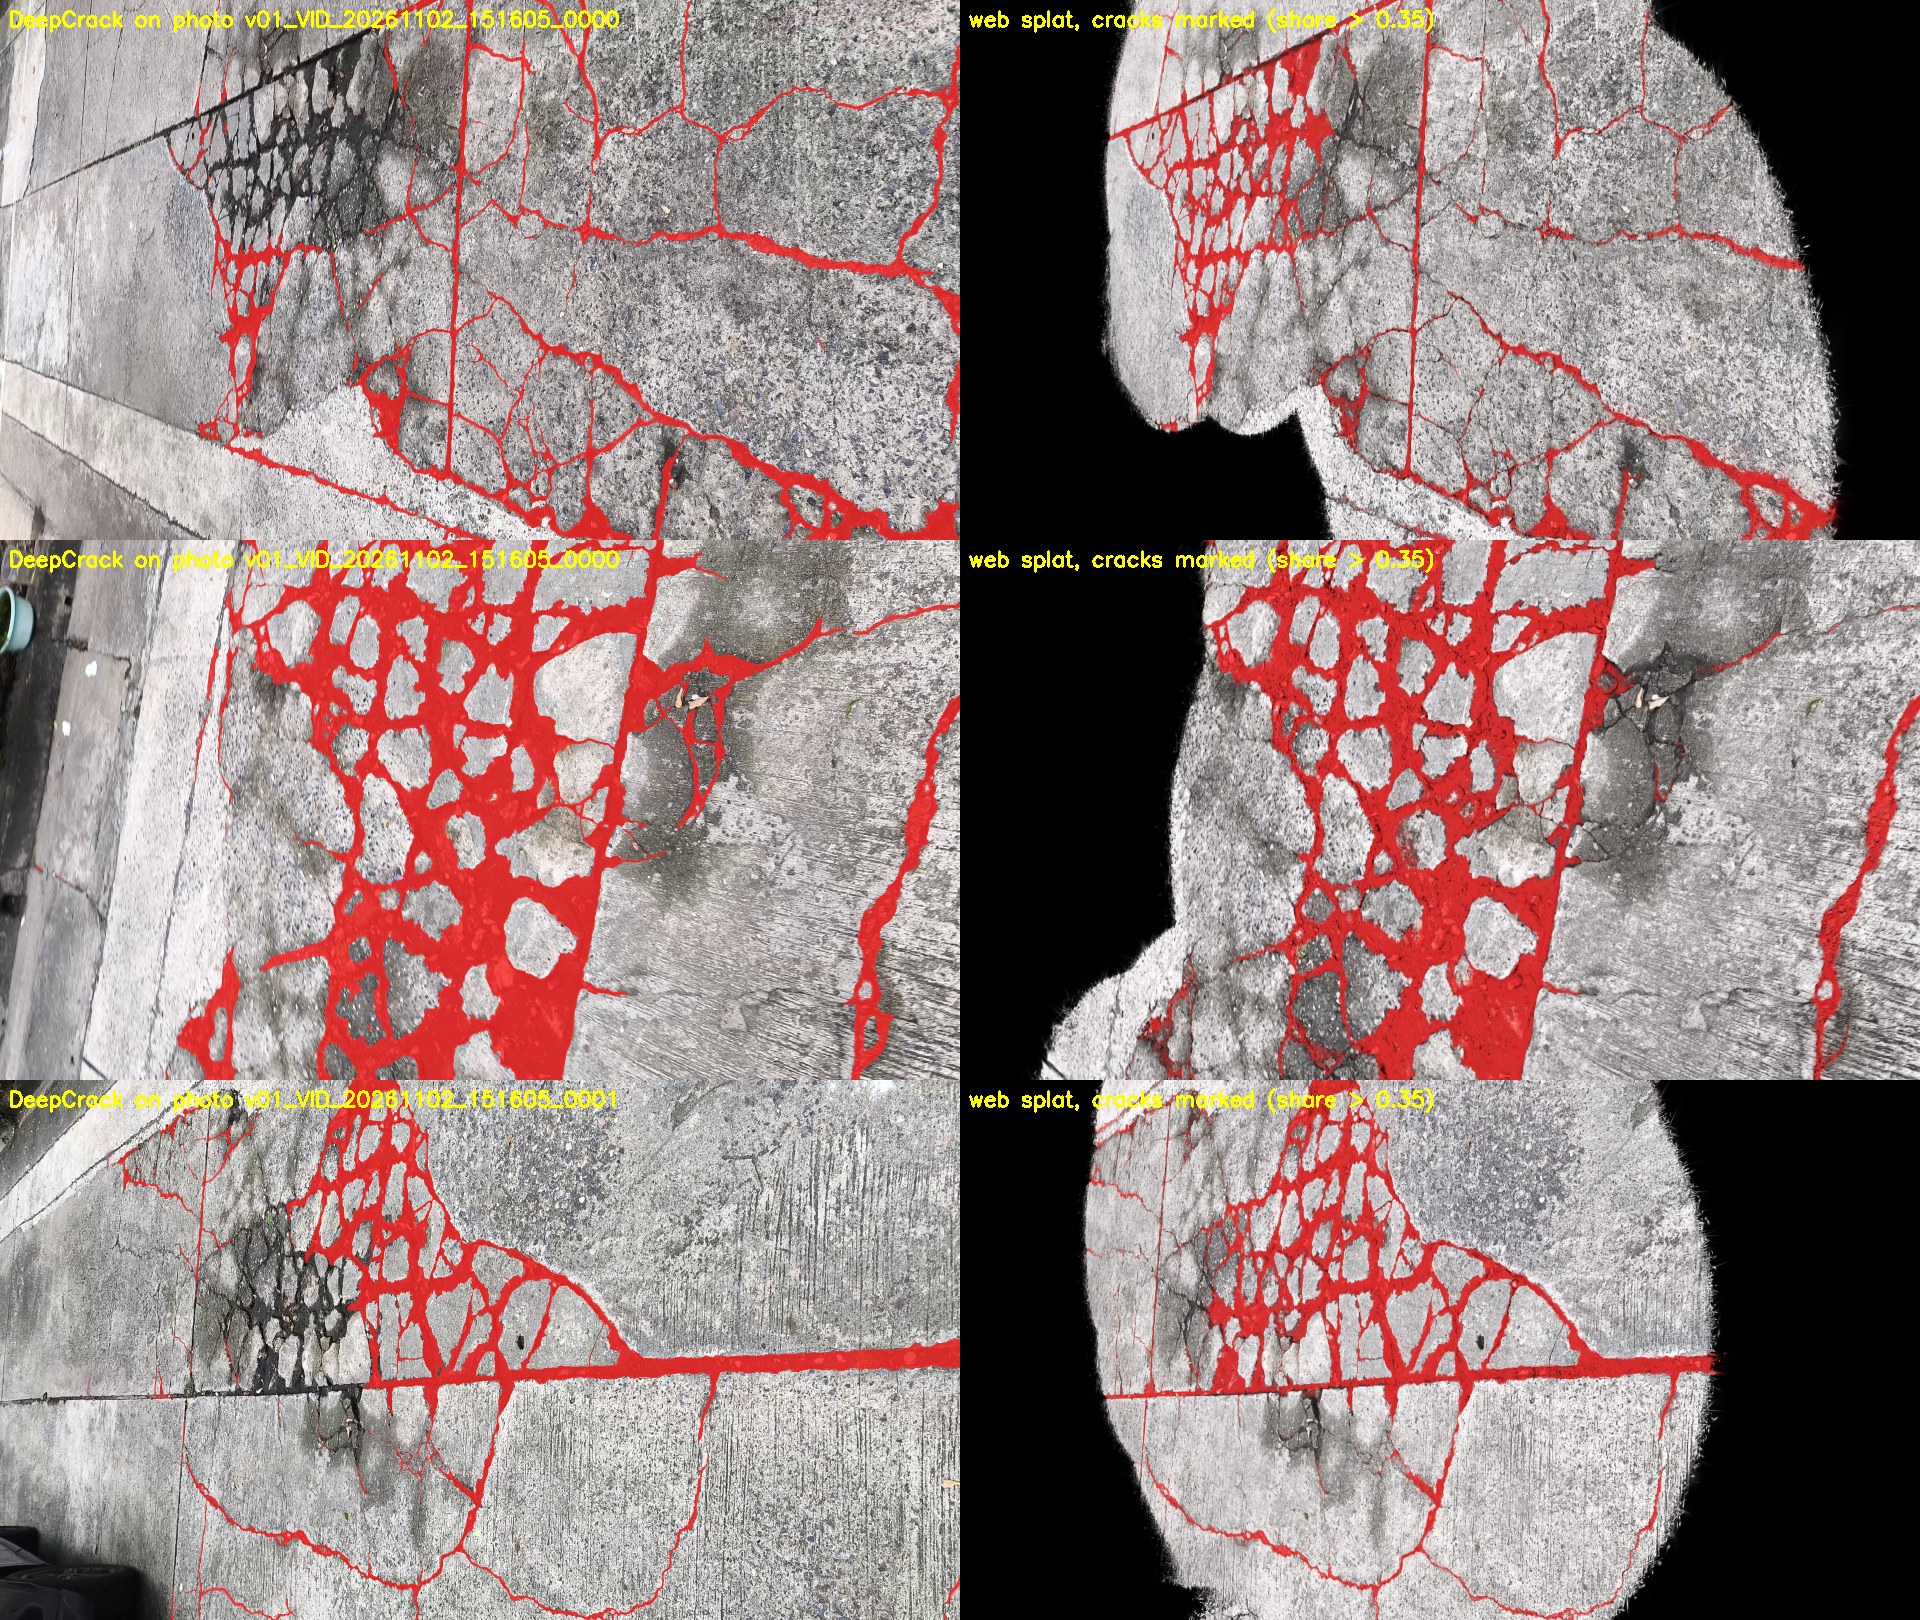 DeepCrack on photo v01_VID_20261102_151605_0000
web splat, cracks marked (share > 0.35)
DeepCrack on photo v01_VID_20261102_151605_0000
web splat, cracks marked (share > 0.35)
DeepCrack on photo v01_VID_20261102_151605_0001
web splat, cracks marked (share > 0.35)